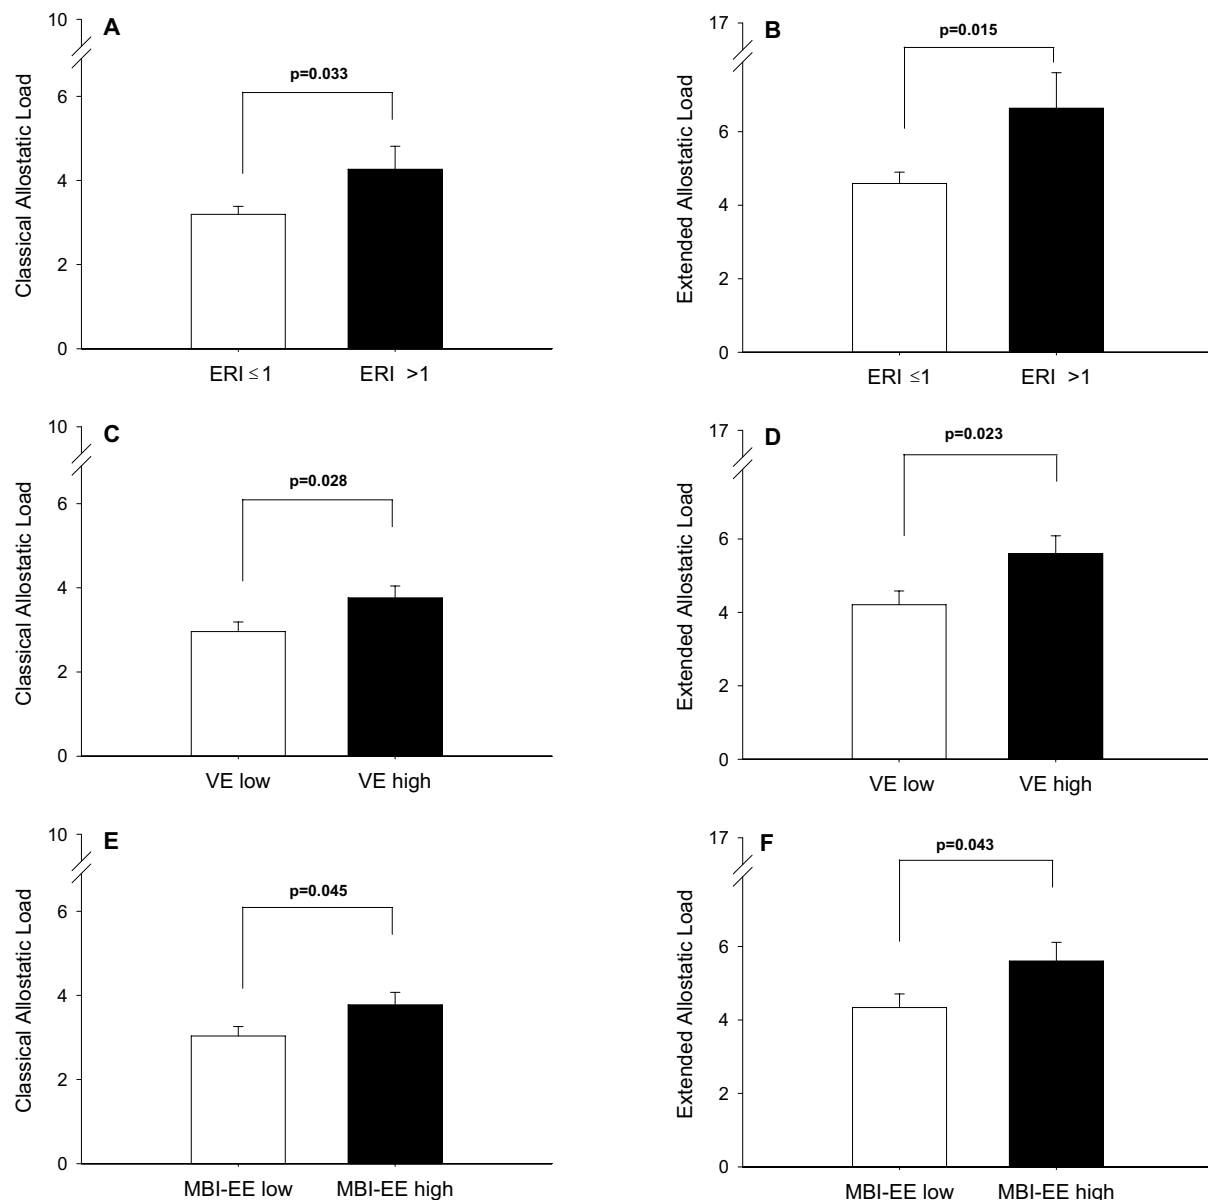 A
10
6
4
2
0
Classical Allostatic Load
p=0.033
ERI ≤ 1
ERI >1
B
17
6
4
2
0
Extended Allostatic Load
p=0.015
ERI ≤1
ERI >1
C
10
6
4
2
0
Classical Allostatic Load
p=0.028
VE low
VE high
D
17
6
4
2
0
Extended Allostatic Load
p=0.023
VE low
VE high
E
10
6
4
2
0
Classical Allostatic Load
p=0.045
MBI-EE low
MBI-EE high
F
17
6
4
2
0
Extended Allostatic Load
p=0.043
MBI-EE low
MBI-EE high